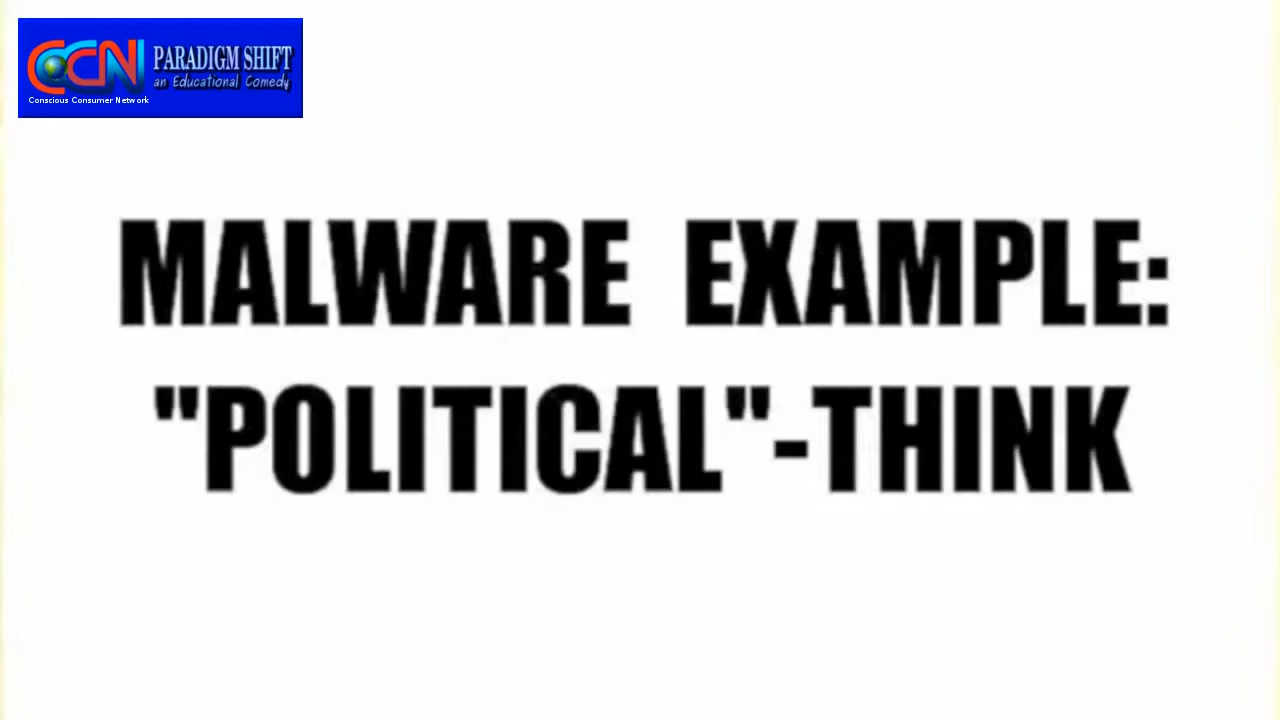 CCN PARADIGM SHIFT
an Educational Comedy
Conscious Consumer Network
MALWARE EXAMPLE:
"POLITICAL"-THINK